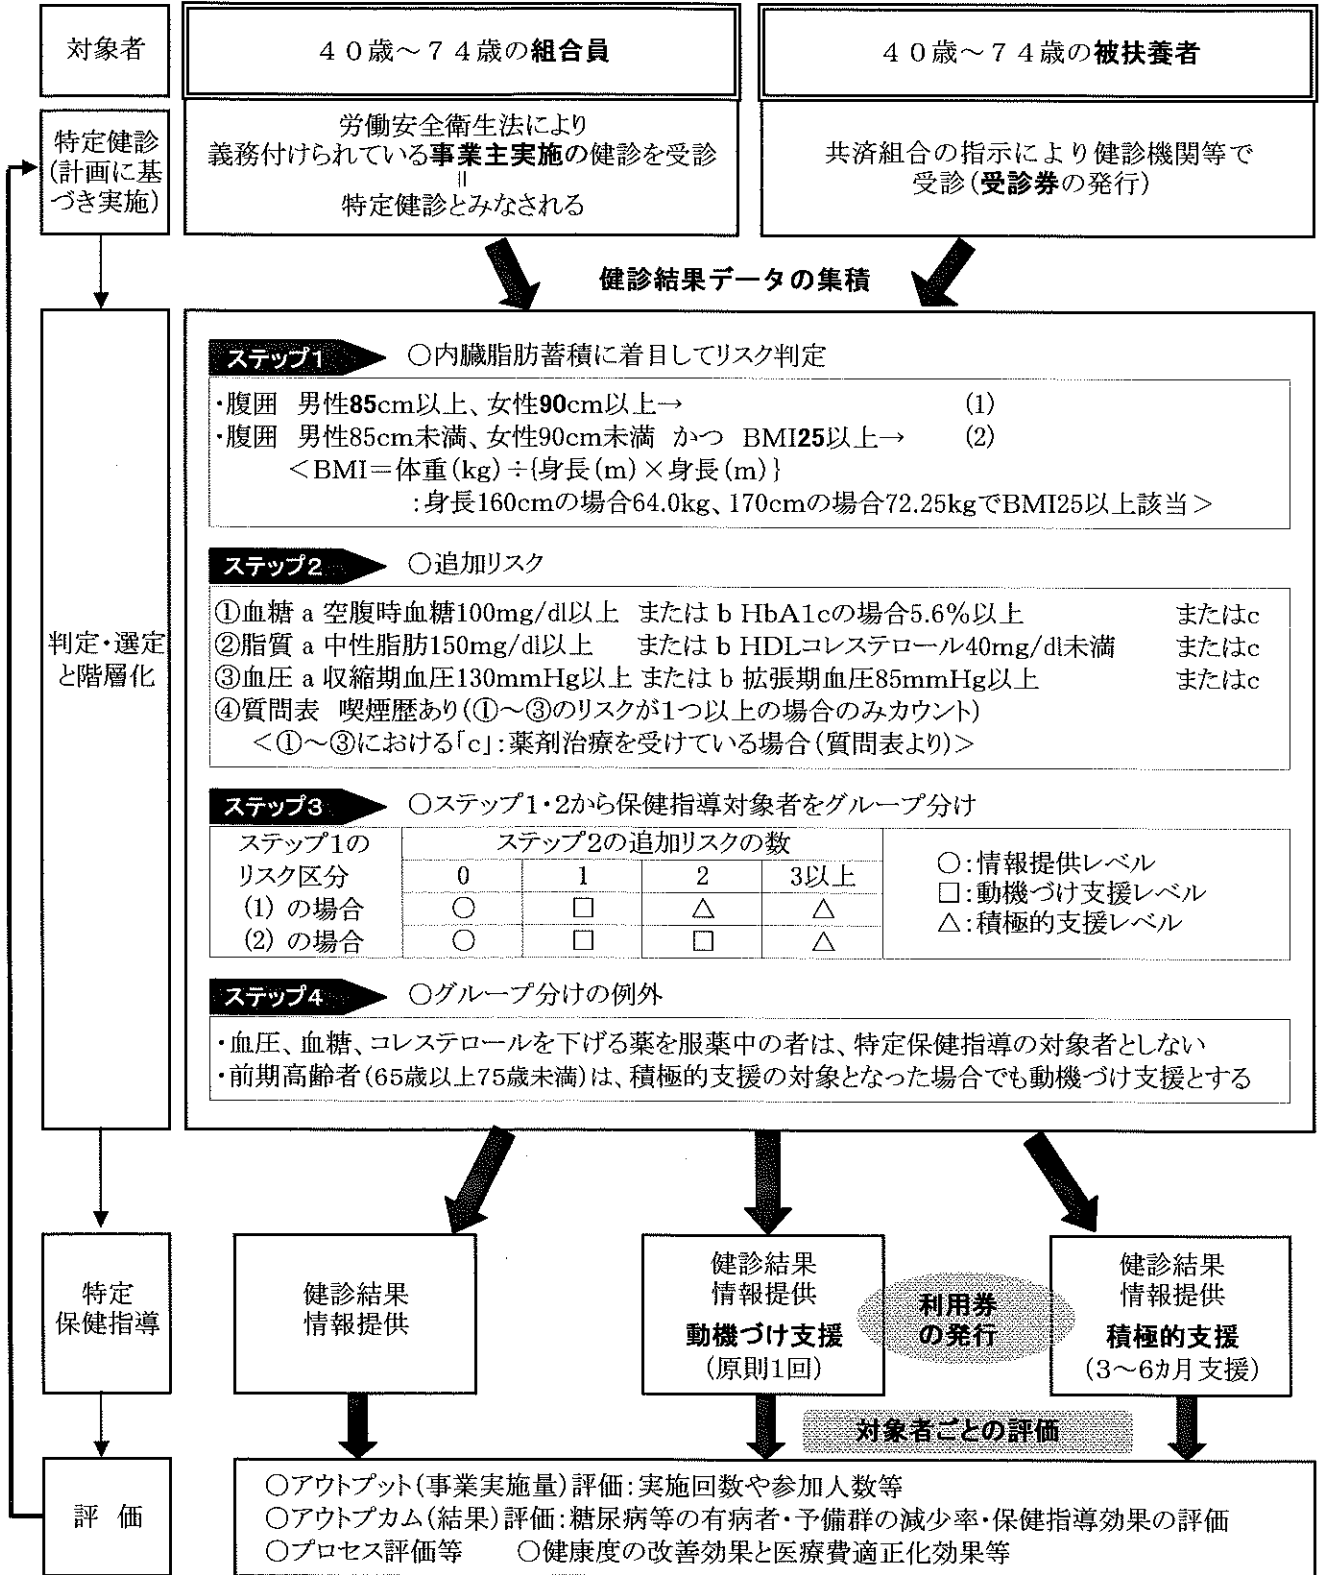 対象者
４０歳～７４歳の組合員
４０歳～７４歳の被扶養者
特定健診
(計画に基
づき実施)
労働安全衛生法により
義務付けられている事業主実施の健診を受診
＝
特定健診とみなされる
共済組合の指示により健診機関等で
受診(受診券の発行)
健診結果データの集積
判定・選定
と階層化
ステップ1 ○内臓脂肪蓄積に着目してリスク判定
・腹囲 男性85cm以上、女性90cm以上→ (1)
・腹囲 男性85cm未満、女性90cm未満 かつ BMI25以上→ (2)
＜BMI＝体重(kg)÷{身長(m)×身長(m)}
:身長160cmの場合64.0kg、170cmの場合72.25kgでBMI25以上該当＞
ステップ2 ○追加リスク
①血糖 a 空腹時血糖100mg/dl以上 または b HbA1cの場合5.6%以上 またはc
②脂質 a 中性脂肪150mg/dl以上 または b HDLコレステロール40mg/dl未満 またはc
③血圧 a 収縮期血圧130mmHg以上 または b 拡張期血圧85mmHg以上 またはc
④質問表 喫煙歴あり(①～③のリスクが1つ以上の場合のみカウント)
＜①～③における「c」:薬剤治療を受けている場合(質問表より)＞
ステップ3 ○ステップ1・2から保健指導対象者をグループ分け
ステップ1の ステップ2の追加リスクの数
リスク区分 0 1 2 3以上
(1) の場合 ○ □ △ △
(2) の場合 ○ □ □ △
○:情報提供レベル
□:動機づけ支援レベル
△:積極的支援レベル
ステップ4 ○グループ分けの例外
・血圧、血糖、コレステロールを下げる薬を服薬中の者は、特定保健指導の対象者としない
・前期高齢者(65歳以上75歳未満)は、積極的支援の対象となった場合でも動機づけ支援とする
特定
保健指導
健診結果
情報提供
健診結果
情報提供
動機づけ支援
(原則1回)
利用券
の発行
健診結果
情報提供
積極的支援
(3～6カ月支援)
対象者ごとの評価
評 価
○アウトプット(事業実施量)評価:実施回数や参加人数等
○アウトプカム(結果)評価:糖尿病等の有病者・予備群の減少率・保健指導効果の評価
○プロセス評価等 ○健康度の改善効果と医療費適正化効果等